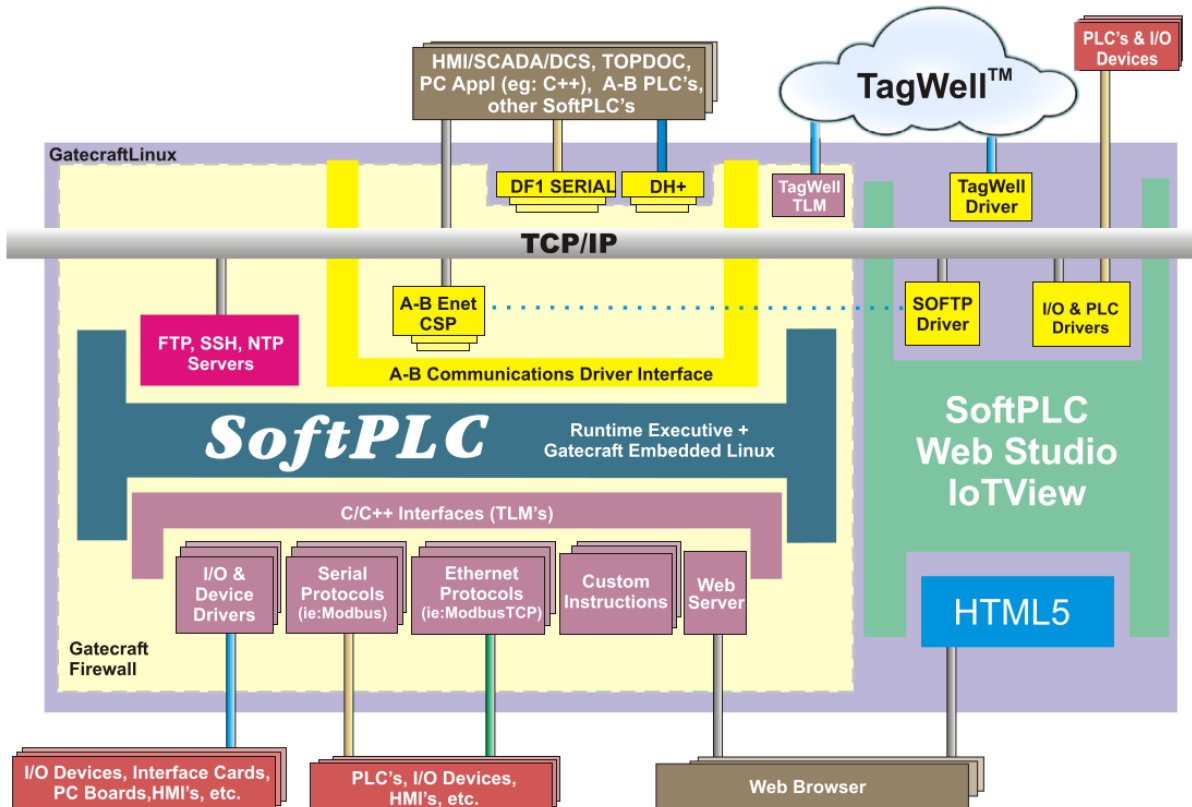 HMI/SCADA/DCS, TOPDOC,
PC Appl (eg: C++), A-B PLC's,
other SoftPLC's
TagWell™
PLC's & I/O
Devices
GatecraftLinux
DF1 SERIAL
DH+
TagWell
TLM
TagWell
Driver
TCP/IP
A-B Enet
CSP
SOFTP
Driver
I/O & PLC
Drivers
FTP, SSH, NTP
Servers
A-B Communications Driver Interface
SoftPLC
Runtime Executive +
Gatecraft Embedded Linux
SoftPLC
Web Studio
IoTView
C/C++ Interfaces (TLM's)
I/O &
Device
Drivers
Serial
Protocols
(ie:Modbus)
Ethernet
Protocols
(ie:ModbusTCP)
Custom
Instructions
Web
Server
HTML5
Gatecraft
Firewall
I/O Devices, Interface Cards,
PC Boards,HMI's, etc.
PLC's, I/O Devices,
HMI's, etc.
Web Browser